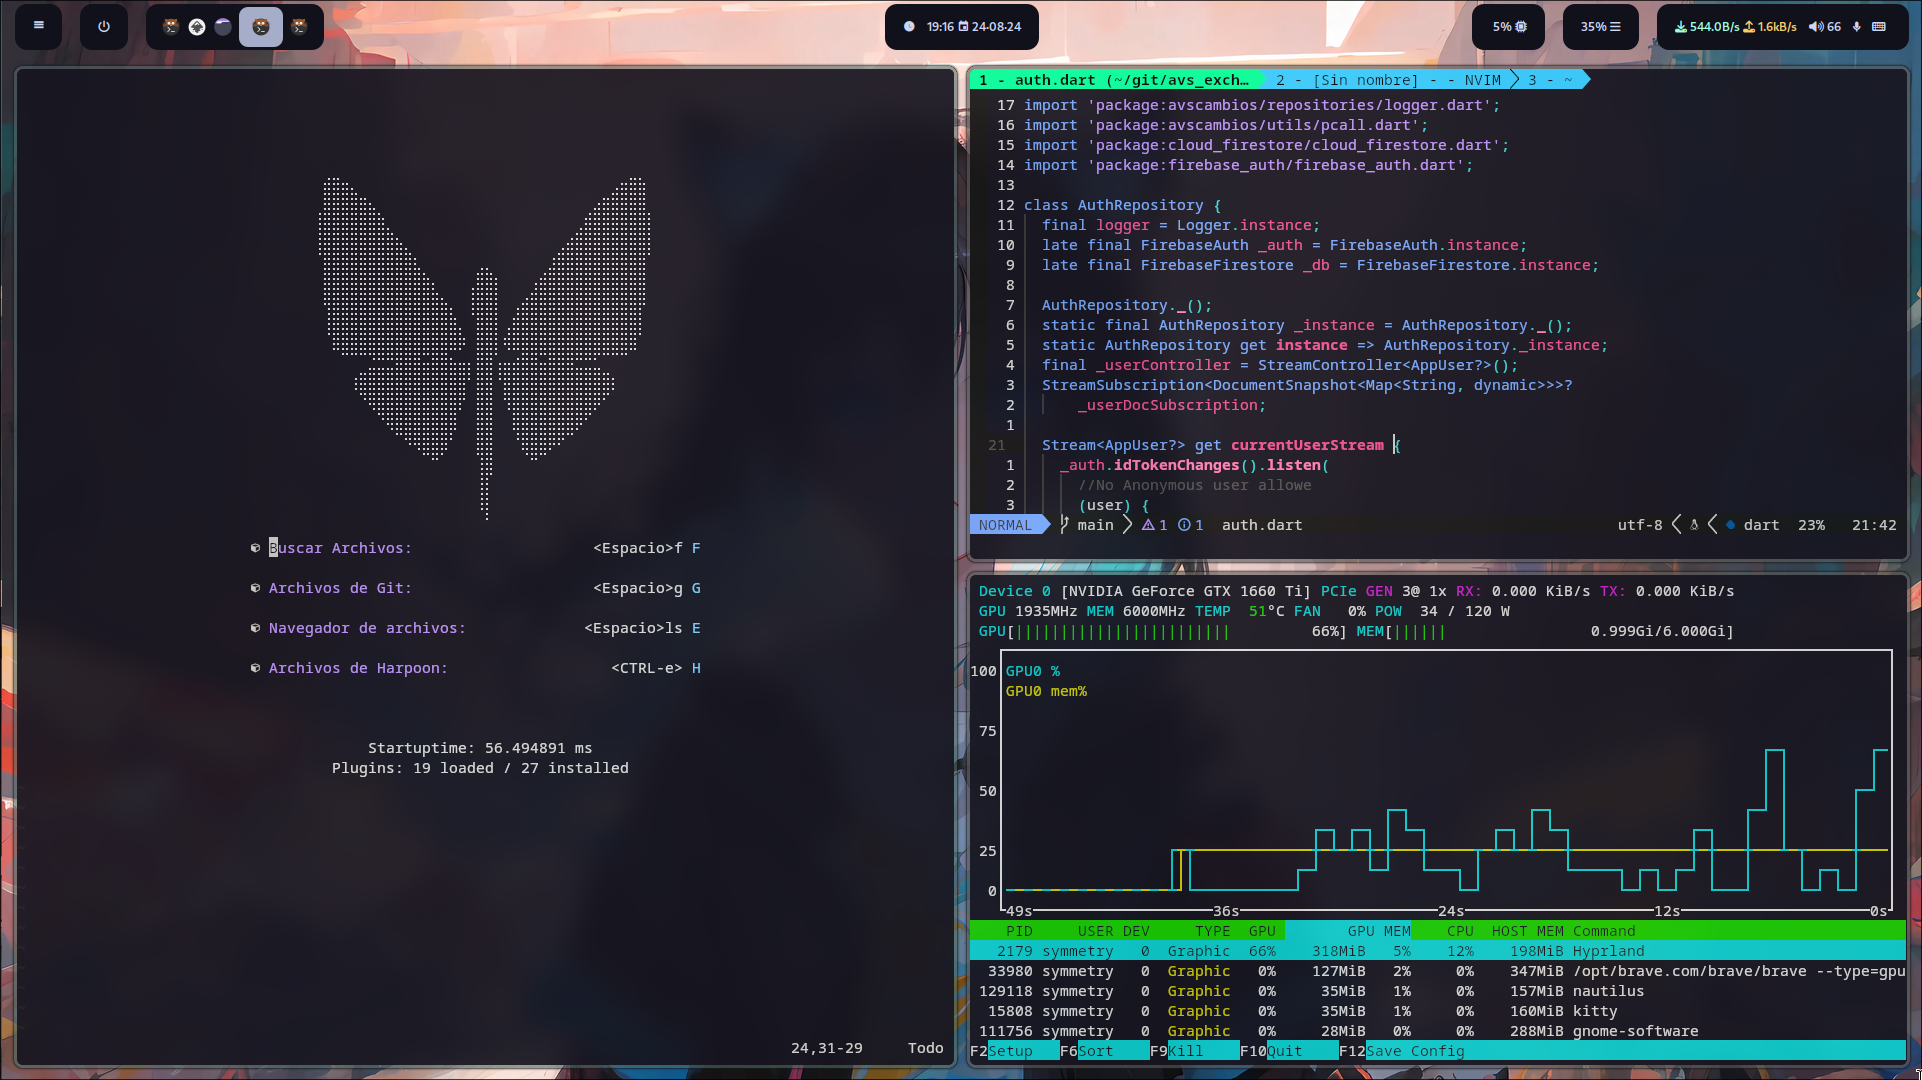 19:16 24-08-24
5%
35%
544.0B/s 1.6kB/s 66
Buscar Archivos: <Espacio>f F
Archivos de Git: <Espacio>g G
Navegador de archivos: <Espacio>ls E
Archivos de Harpoon: <CTRL-e> H
Startuptime: 56.494891 ms
Plugins: 19 loaded / 27 installed
24,31-29 Todo
1 - auth.dart (~/git/avs_exch… 2 - [Sin nombre] - - NVIM 3 - ~
17 import 'package:avscambios/repositories/logger.dart';
16 import 'package:avscambios/utils/pcall.dart';
15 import 'package:cloud_firestore/cloud_firestore.dart';
14 import 'package:firebase_auth/firebase_auth.dart';
13
12 class AuthRepository {
11 final logger = Logger.instance;
10 late final FirebaseAuth _auth = FirebaseAuth.instance;
9 late final FirebaseFirestore _db = FirebaseFirestore.instance;
8
7 AuthRepository._();
6 static final AuthRepository _instance = AuthRepository._();
5 static AuthRepository get instance => AuthRepository._instance;
4 final _userController = StreamController<AppUser?>();
3 StreamSubscription<DocumentSnapshot<Map<String, dynamic>>>?
2 _userDocSubscription;
1
21 Stream<AppUser?> get currentUserStream {
1 _auth.idTokenChanges().listen(
2 //No Anonymous user allowe
3 (user) {
NORMAL main 1 1 auth.dart utf-8 dart 23% 21:42
Device 0 [NVIDIA GeForce GTX 1660 Ti] PCIe GEN 3@ 1x RX: 0.000 KiB/s TX: 0.000 KiB/s
GPU 1935MHz MEM 6000MHz TEMP 51°C FAN 0% POW 34 / 120 W
GPU[|||||||||||||||||||||||| 66%] MEM[|||||| 0.999Gi/6.000Gi]
100 GPU0 %
GPU0 mem%
75
50
25
0
49s 36s 24s 12s 0s
PID USER DEV TYPE GPU GPU MEM CPU HOST MEM Command
2179 symmetry 0 Graphic 66% 318MiB 5% 12% 198MiB Hyprland
33980 symmetry 0 Graphic 0% 127MiB 2% 0% 347MiB /opt/brave.com/brave/brave --type=gpu
129118 symmetry 0 Graphic 0% 35MiB 1% 0% 157MiB nautilus
15808 symmetry 0 Graphic 0% 35MiB 1% 0% 160MiB kitty
111756 symmetry 0 Graphic 0% 28MiB 0% 0% 288MiB gnome-software
F2Setup F6Sort F9Kill F10Quit F12Save Config